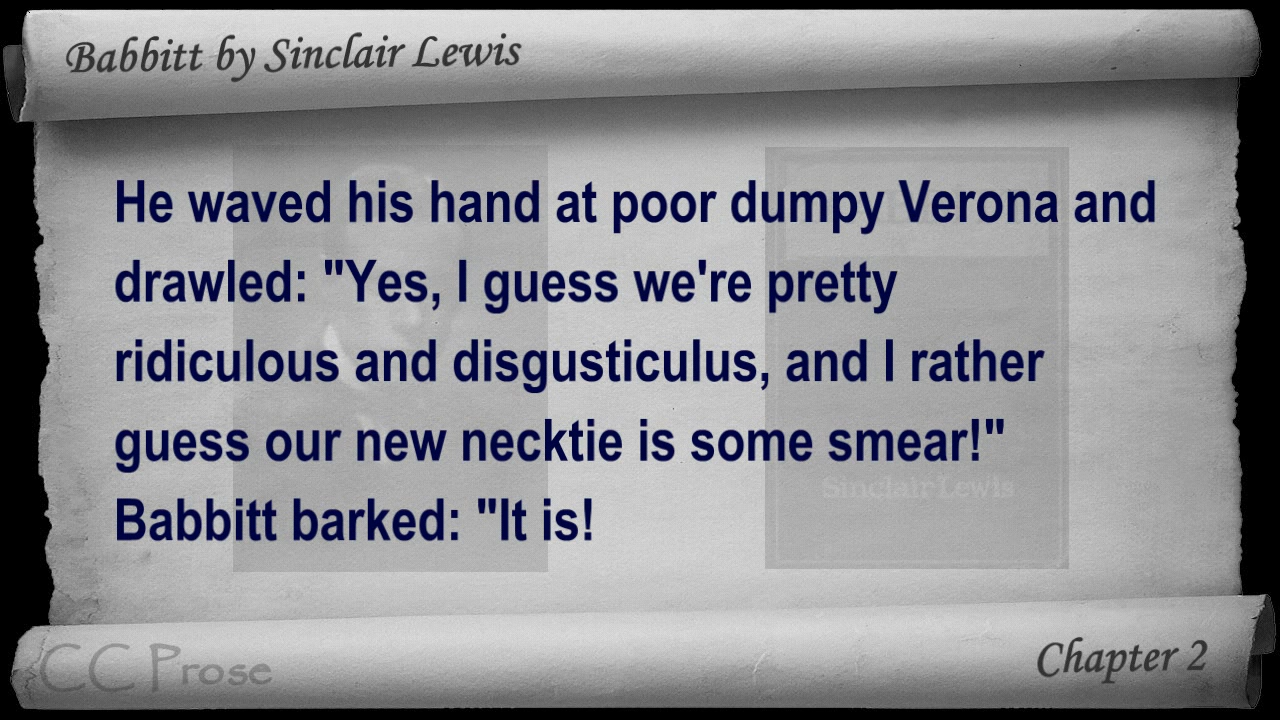 Babbitt by Sinclair Lewis
He waved his hand at poor dumpy Verona and
drawled: "Yes, I guess we're pretty
ridiculous and disgusticulus, and I rather
guess our new necktie is some smear!"
Babbitt barked: "It is!
Sinclair Lewis
CC Prose
Chapter 2